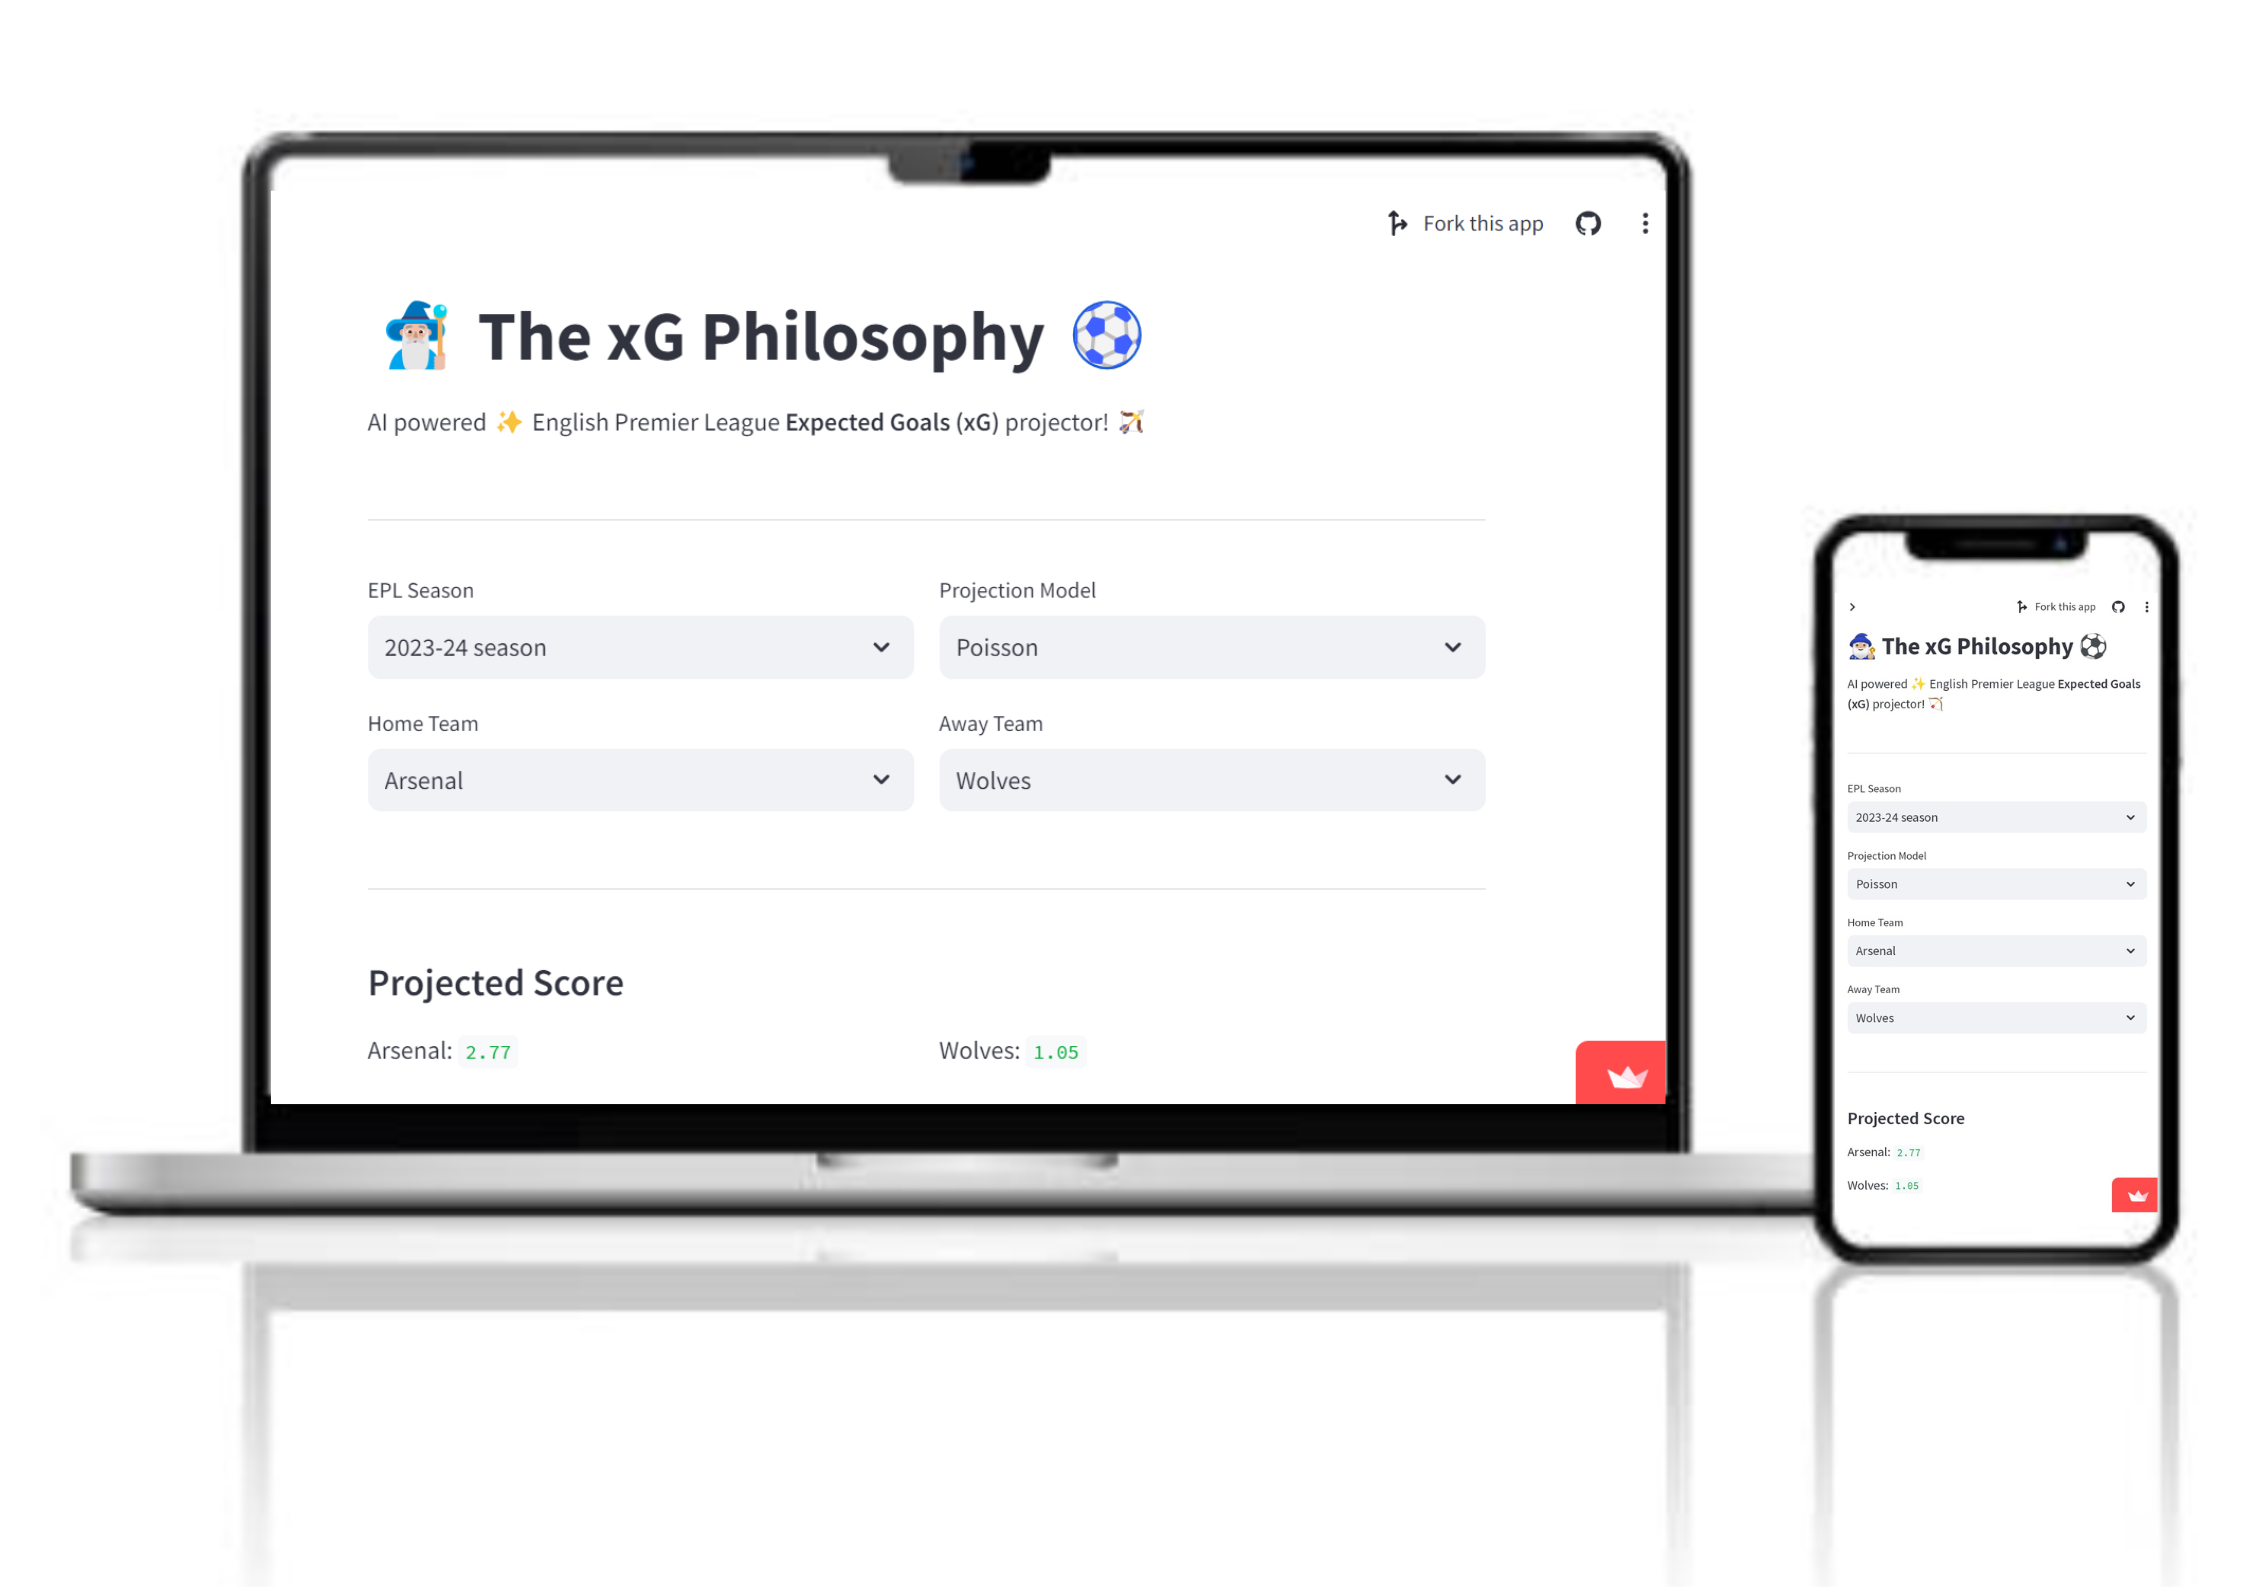 Fork this app
The xG Philosophy
AI powered ✨ English Premier League Expected Goals (xG) projector! 🏹
EPL Season
Projection Model
2023-24 season
Poisson
Home Team
Away Team
Arsenal
Wolves
Projected Score
Arsenal: 2.77
Wolves: 1.05
Fork this app
The xG Philosophy
AI powered ✨ English Premier League Expected Goals
(xG) projector! 🏹
EPL Season
2023-24 season
Projection Model
Poisson
Home Team
Arsenal
Away Team
Wolves
Projected Score
Arsenal: 2.77
Wolves: 1.05